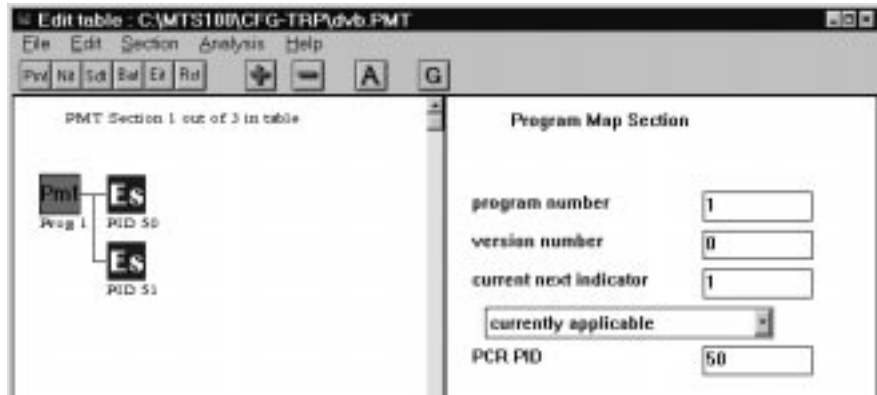 Edit table : C:\MTS100\CFG-TRP\dvb.PMT
File Edit Section Analysis Help
Pmt Nit Sdt Bat Eit Rst A G
PMT Section 1 out of 3 in table
Pmt Es
Prog 1 PID 50
Es
PID 51
Program Map Section
program number 1
version number 0
current next indicator 1
currently applicable
PCR PID 50